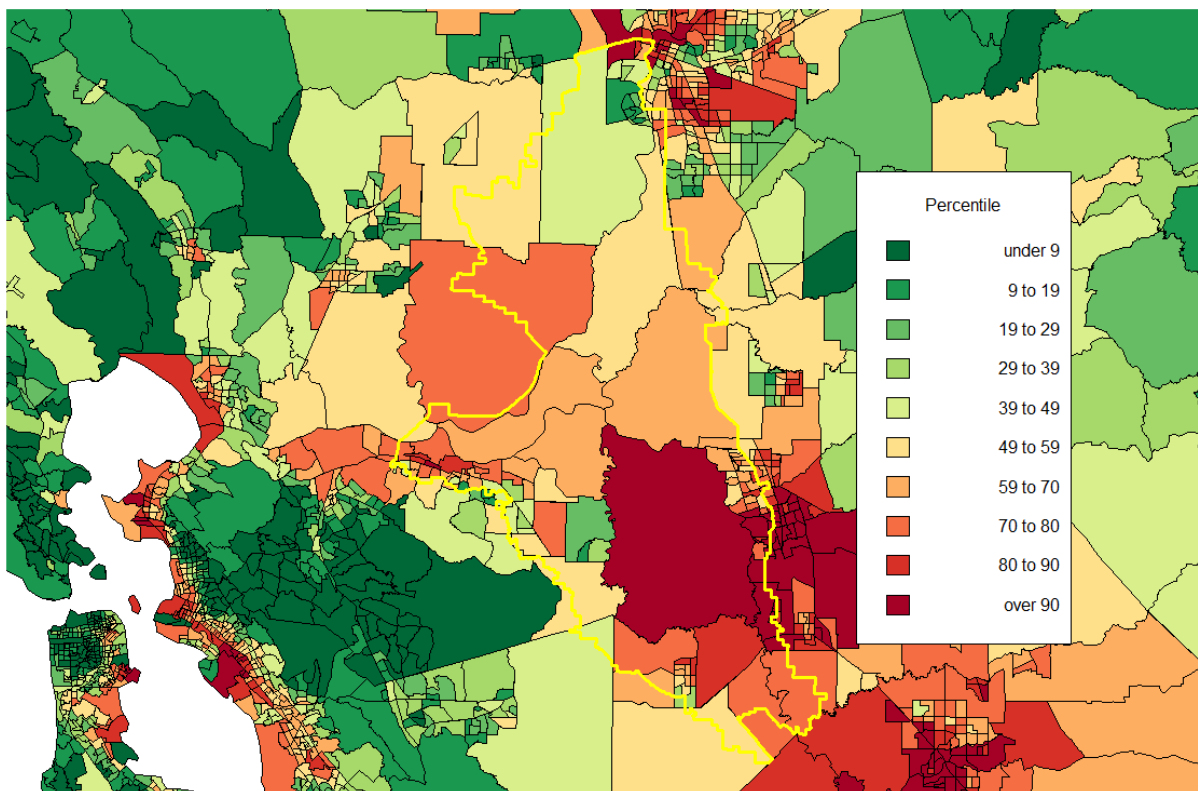 Percentile
under 9
9 to 19
19 to 29
29 to 39
39 to 49
49 to 59
59 to 70
70 to 80
80 to 90
over 90